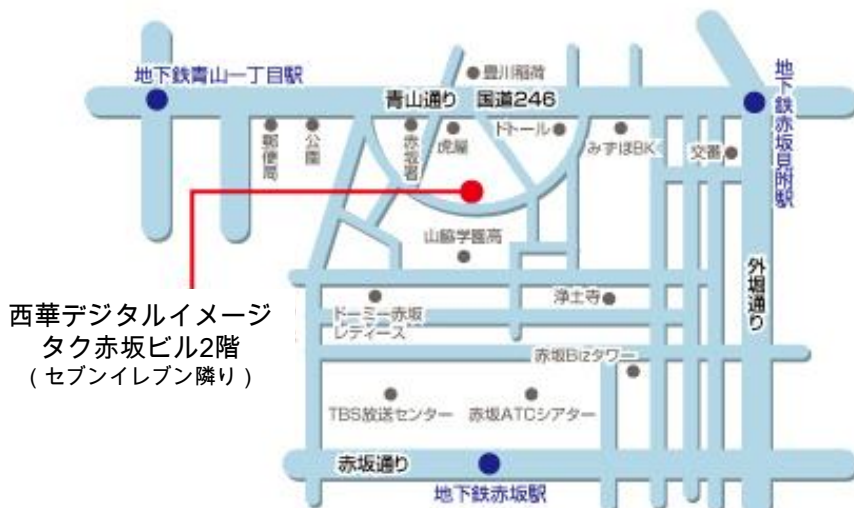 地下鉄青山一丁目駅
豊川稲荷
青山通り 国道246
地下鉄赤坂見附駅
郵便局
公園
赤坂署
虎屋
ドトール
みずほBK
交番
山脇学園高
外堀通り
西華デジタルイメージ
タク赤坂ビル2階
(セブンイレブン隣り)
ドーミー赤坂
レディース
浄土寺
赤坂Bizタワー
TBS放送センター
赤坂ATCシアター
赤坂通り
地下鉄赤坂駅